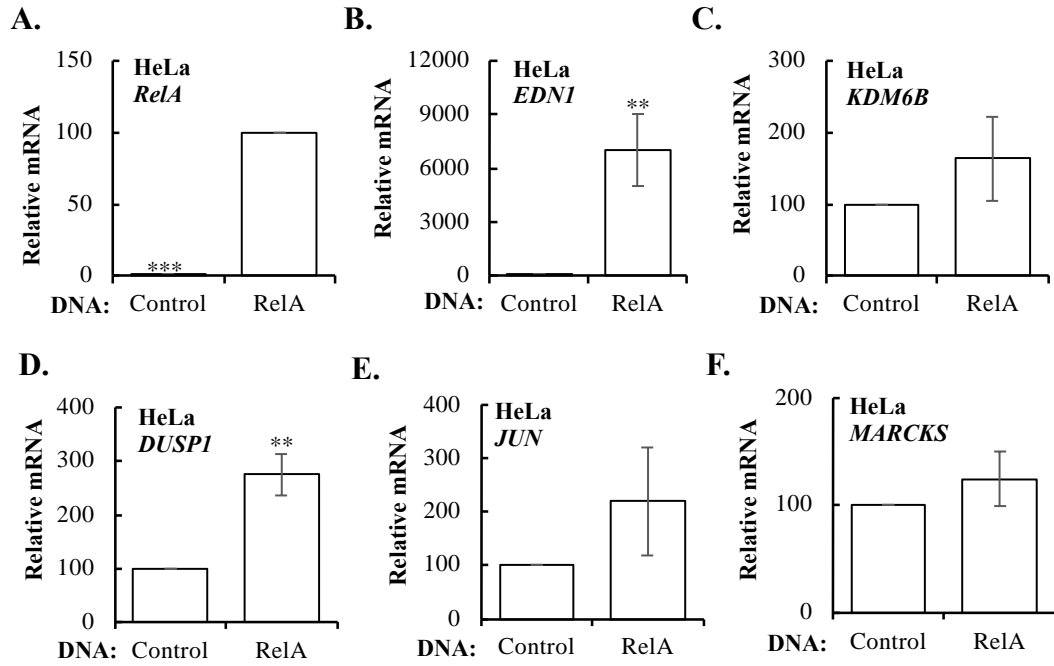 A.
HeLa
RelA
Relative mRNA
150
100
50
0
***
DNA: Control RelA
B.
HeLa
EDN1
Relative mRNA
12000
9000
6000
3000
0
**
Control RelA
C.
HeLa
KDM6B
Relative mRNA
300
200
100
0
DNA: Control RelA
D.
HeLa
DUSP1
Relative mRNA
400
300
200
100
0
**
DNA: Control RelA
E.
HeLa
JUN
Relative mRNA
400
300
200
100
0
DNA: Control RelA
F.
HeLa
MARCKS
Relative mRNA
200
100
0
DNA: Control RelA